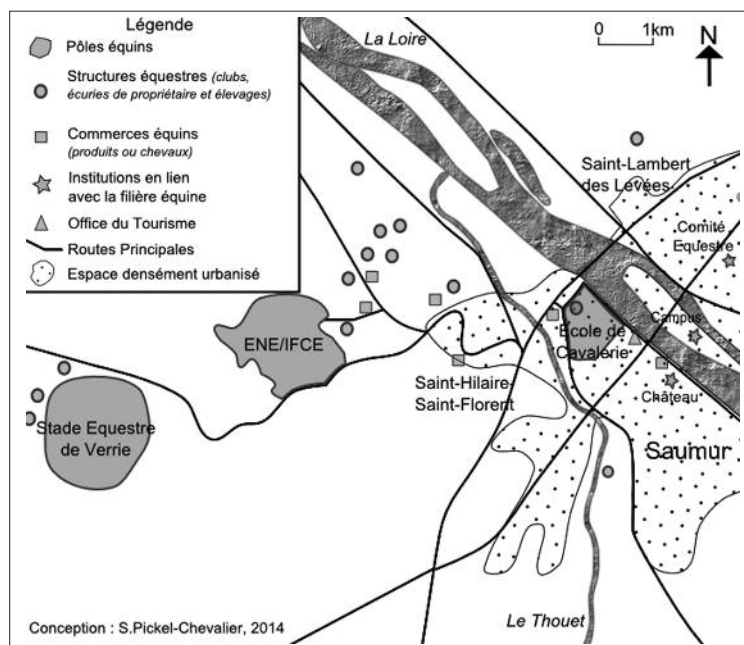 Légende
Pôles équins
Structures équestres (clubs,
écuries de propriétaire et élevages)
Commerces équins
(produits ou chevaux)
Institutions en lien
avec la filière équine
Office du Tourisme
Routes Principales
Espace densément urbanisé
La Loire
0 1km
N
Saint-Lambert
des Levées
Comité
Equestre
ENE/IFCE
École de
Cavalerie
Campus
Château
Saint-Hilaire-
Saint-Florent
Stade Equestre
de Verrie
Saumur
Le Thouet
Conception : S.Pickel-Chevalier, 2014